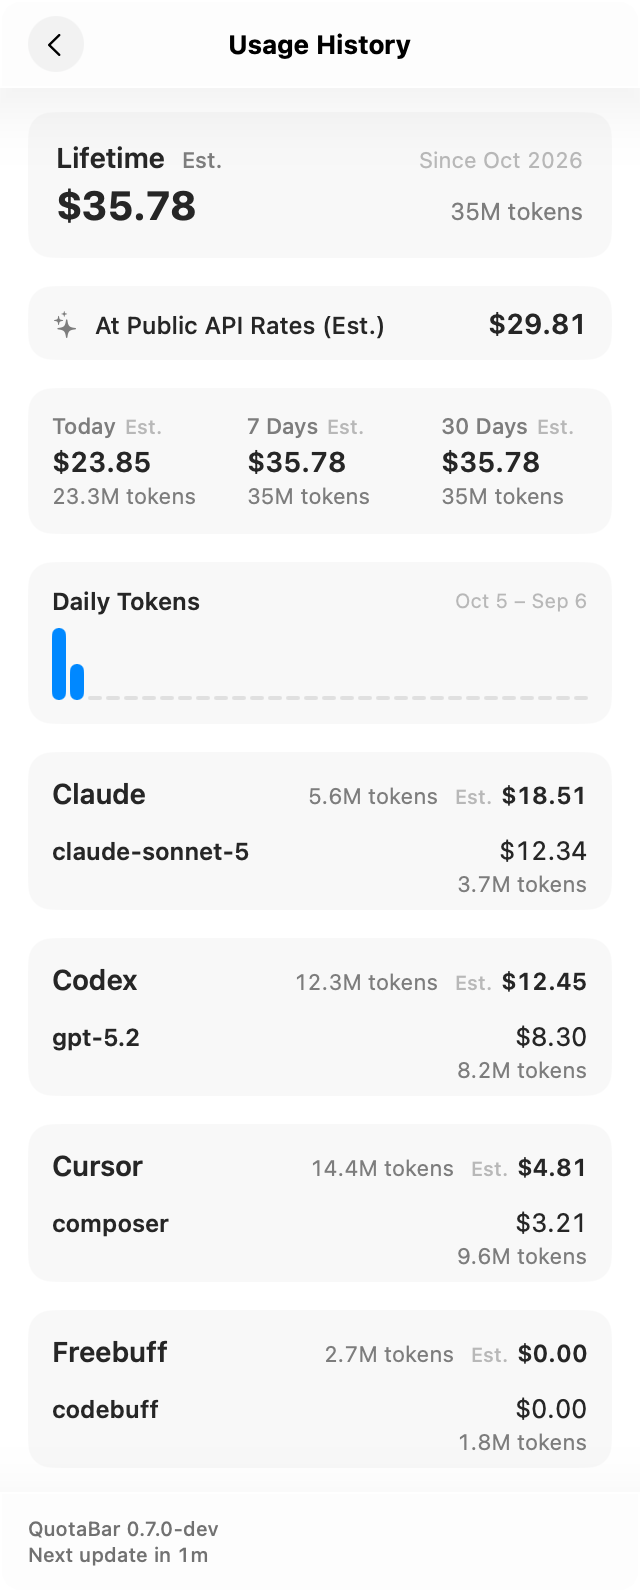 Usage History
Lifetime Est. Since Oct 2026
$35.78 35M tokens
At Public API Rates (Est.) $29.81
Today Est. 7 Days Est. 30 Days Est.
$23.85 $35.78 $35.78
23.3M tokens 35M tokens 35M tokens
Daily Tokens Oct 5 – Sep 6
Claude 5.6M tokens Est. $18.51
claude-sonnet-5 $12.34
3.7M tokens
Codex 12.3M tokens Est. $12.45
gpt-5.2 $8.30
8.2M tokens
Cursor 14.4M tokens Est. $4.81
composer $3.21
9.6M tokens
Freebuff 2.7M tokens Est. $0.00
codebuff $0.00
1.8M tokens
QuotaBar 0.7.0-dev
Next update in 1m